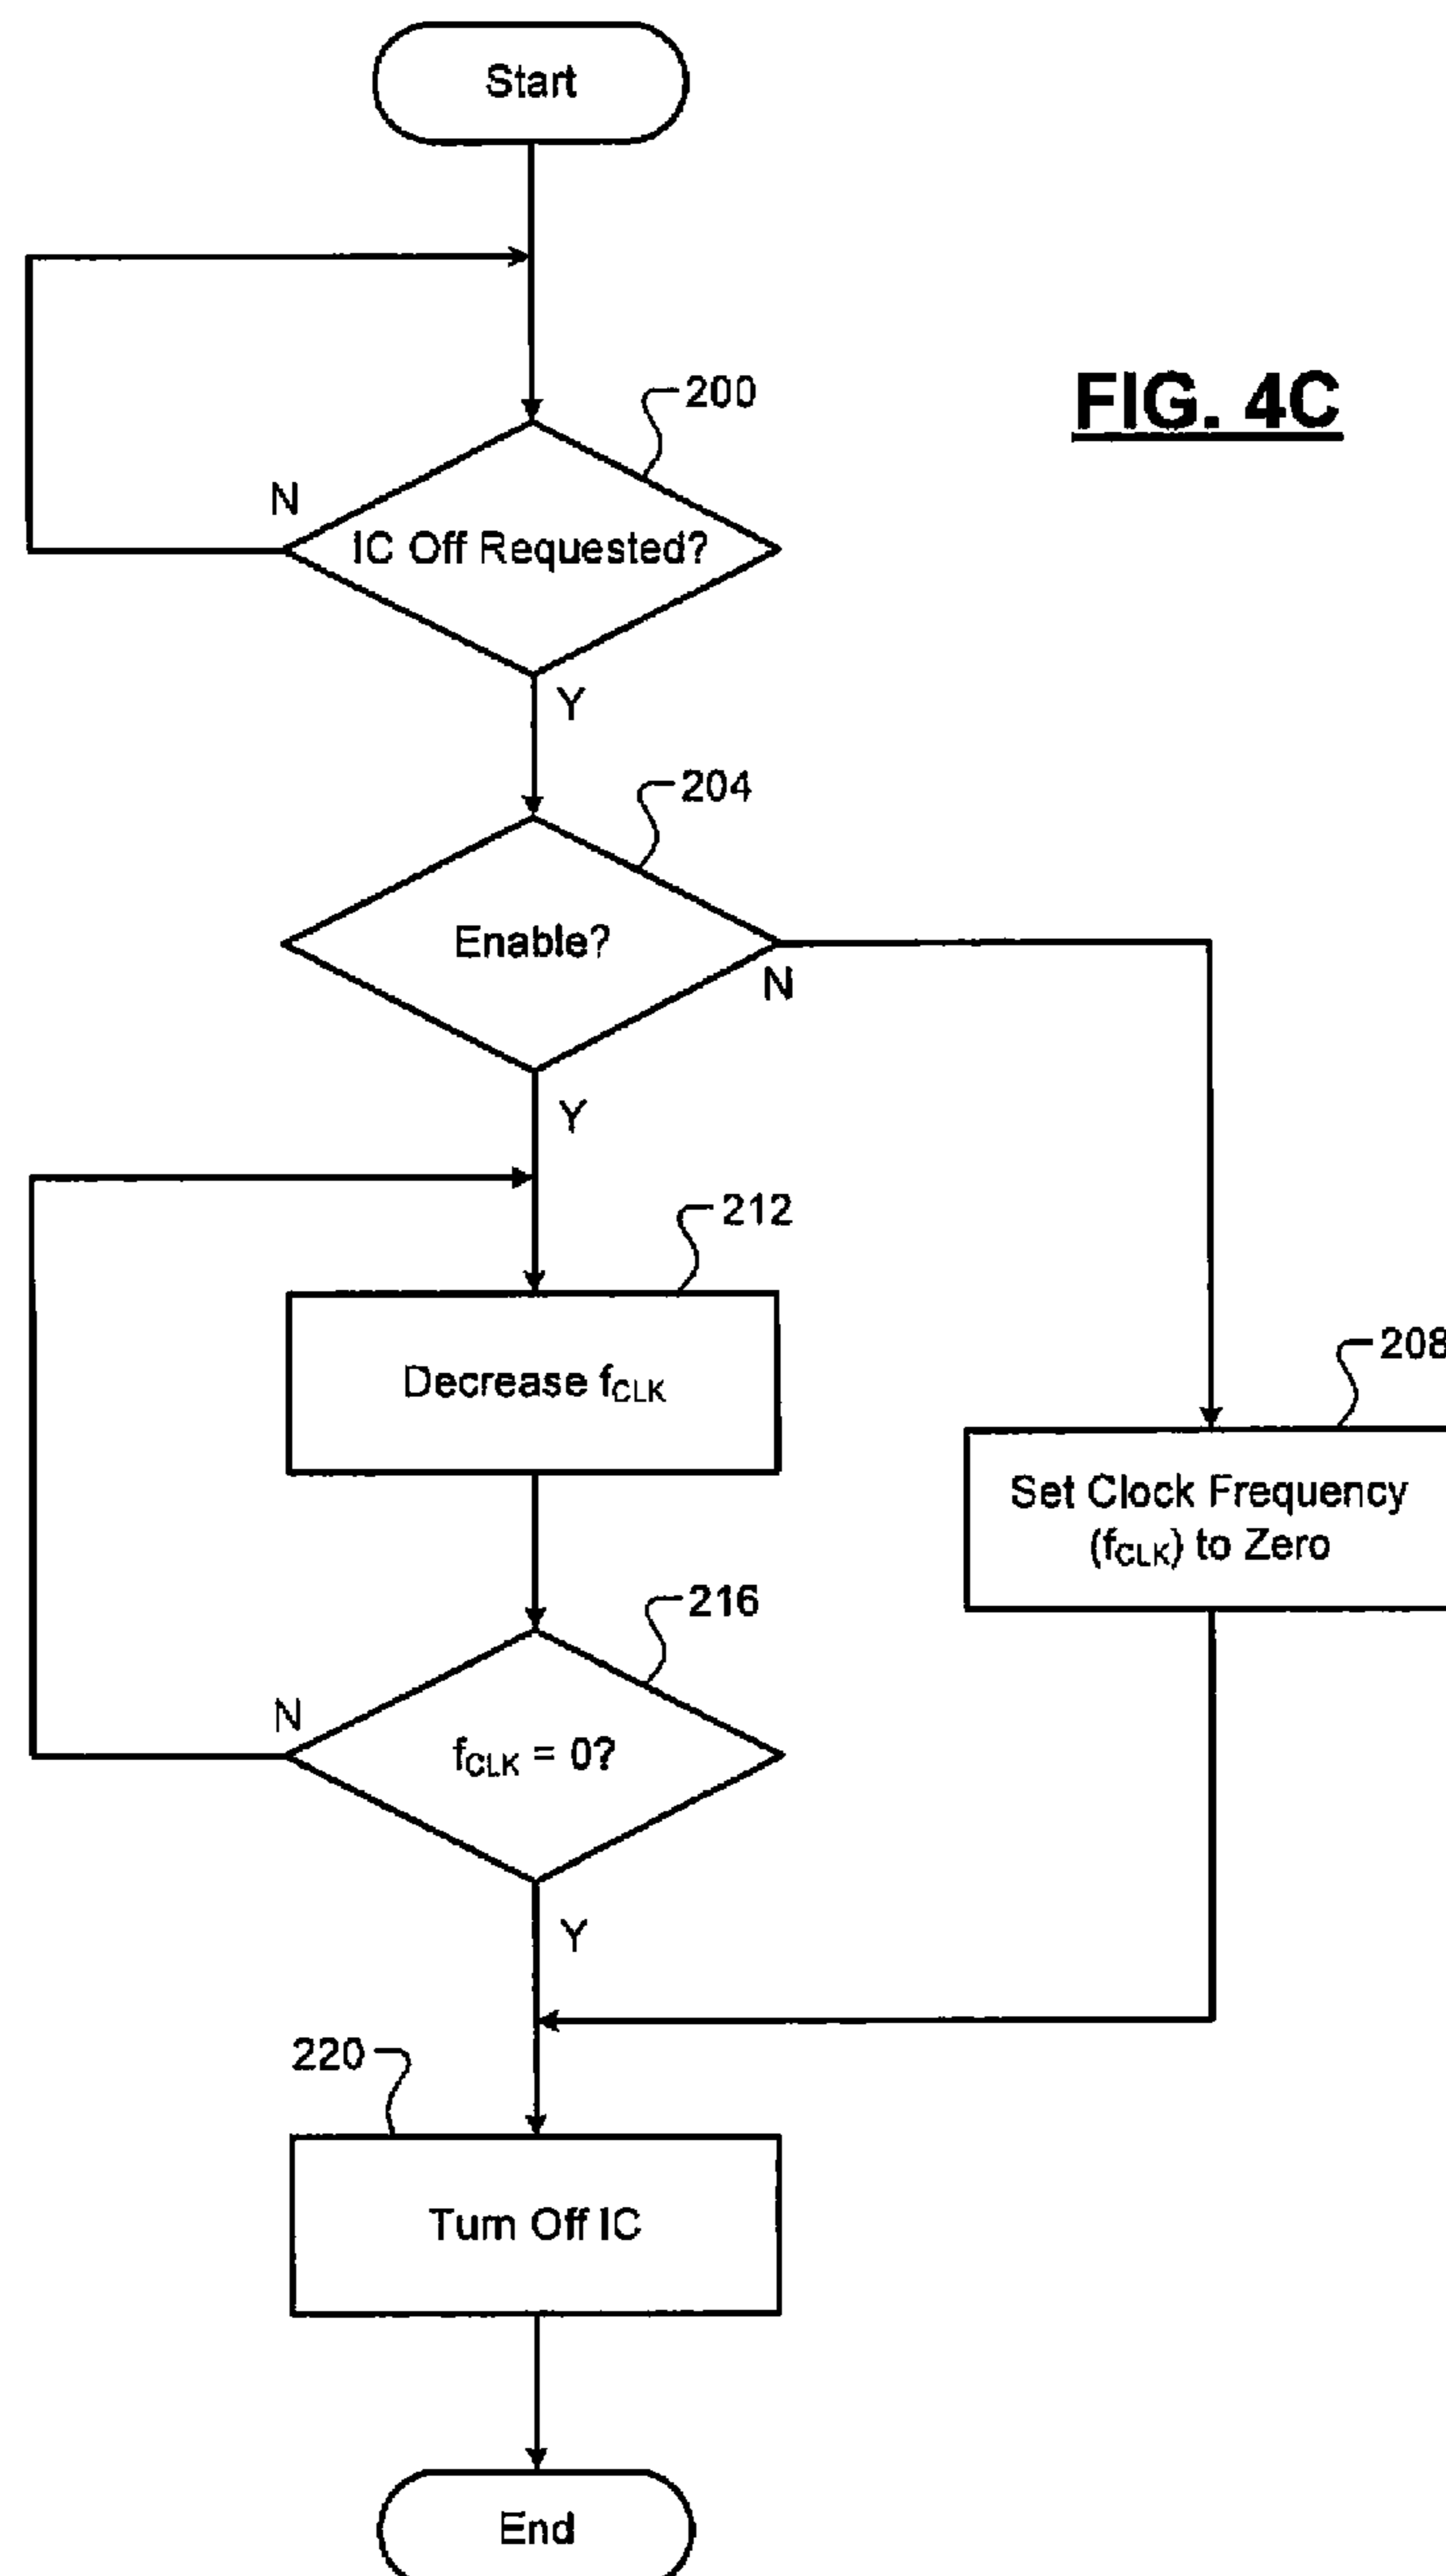 Start
FIG. 4C
200
N
IC Off Requested?
Y
204
Enable?
N
Y
212
Decrease fCLK
208
Set Clock Frequency
(fCLK) to Zero
216
N
fCLK = 0?
Y
220
Turn Off IC
End